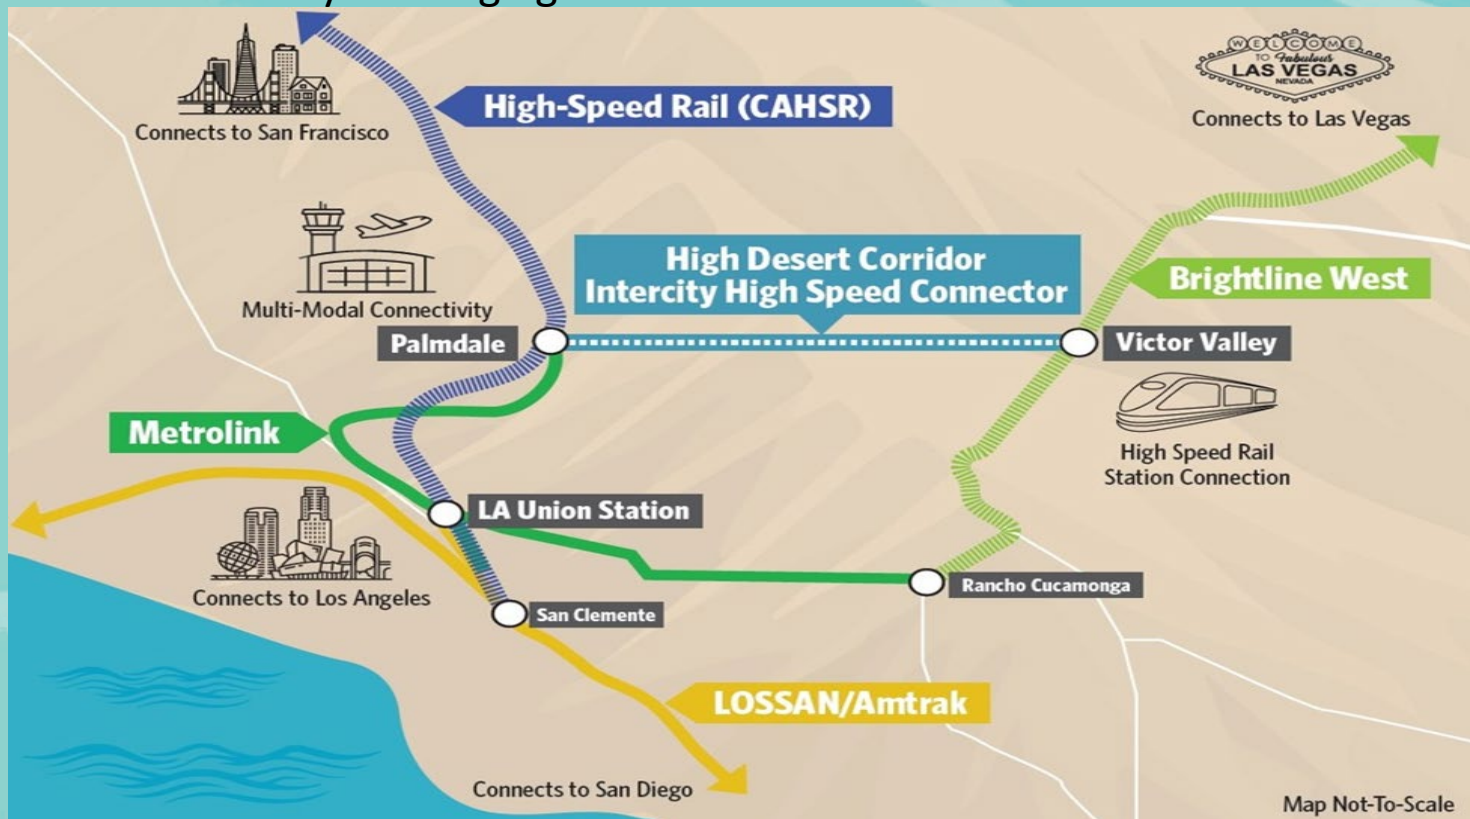 WELCOME
TO Fabulous
LAS VEGAS
NEVADA
Connects to Las Vegas
High-Speed Rail (CAHSR)
Connects to San Francisco
High Desert Corridor
Intercity High Speed Connector
Brightline West
Multi-Modal Connectivity
Palmdale
Victor Valley
Metrolink
High Speed Rail
Station Connection
LA Union Station
Connects to Los Angeles
Rancho Cucamonga
San Clemente
LOSSAN/Amtrak
Connects to San Diego
Map Not-To-Scale